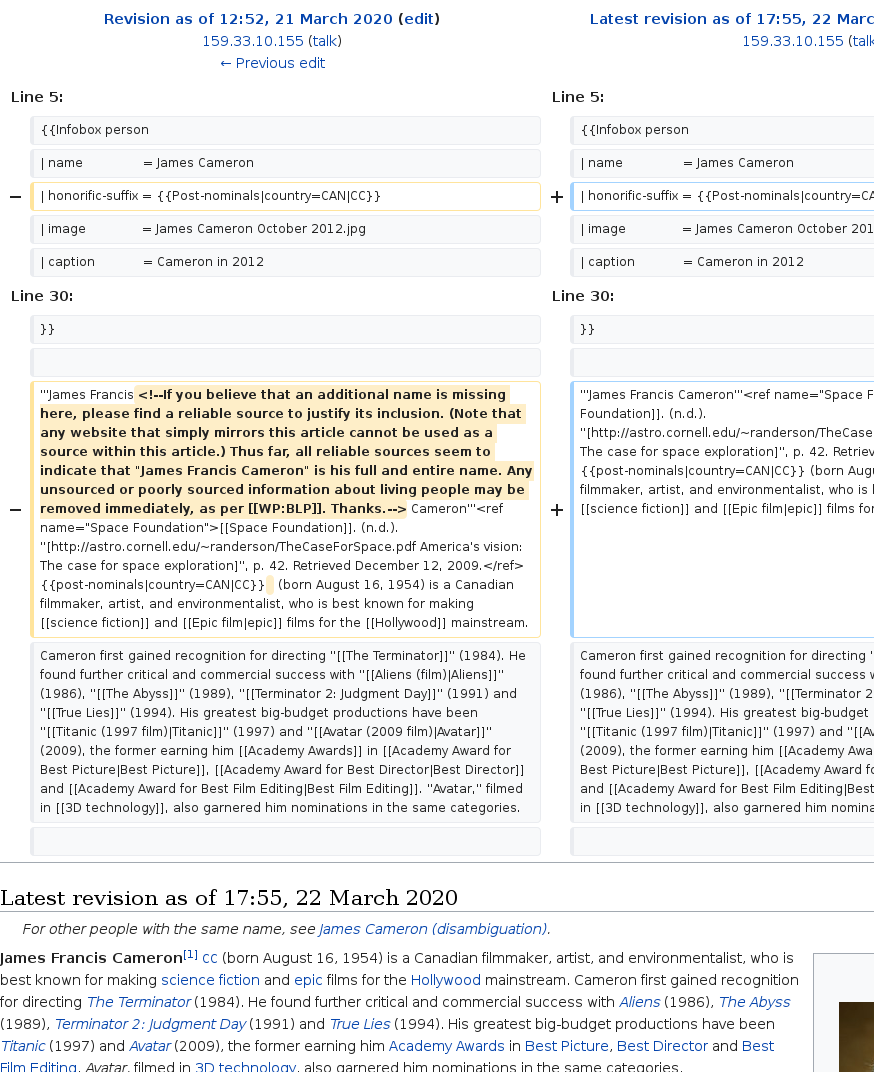 Revision as of 12:52, 21 March 2020 (edit)
159.33.10.155 (talk)
← Previous edit
Latest revision as of 17:55, 22 Marc
159.33.10.155 (talk
Line 5:
Line 5:
{{Infobox person
{{Infobox person
| name = James Cameron
| name = James Cameron
− | honorific-suffix = {{Post-nominals|country=CAN|CC}}
+ | honorific-suffix = {{Post-nominals|country=CA
| image = James Cameron October 2012.jpg
| image = James Cameron October 201
| caption = Cameron in 2012
| caption = Cameron in 2012
Line 30:
Line 30:
}}
}}
'''James Francis <!--If you believe that an additional name is missing
here, please find a reliable source to justify its inclusion. (Note that
any website that simply mirrors this article cannot be used as a
source within this article.) Thus far, all reliable sources seem to
indicate that "James Francis Cameron" is his full and entire name. Any
unsourced or poorly sourced information about living people may be
− removed immediately, as per [[WP:BLP]]. Thanks.--> Cameron'''<ref
name="Space Foundation">[[Space Foundation]]. (n.d.).
''[http://astro.cornell.edu/~randerson/TheCaseForSpace.pdf America's vision:
The case for space exploration]'', p. 42. Retrieved December 12, 2009.</ref>
{{post-nominals|country=CAN|CC}} (born August 16, 1954) is a Canadian
filmmaker, artist, and environmentalist, who is best known for making
[[science fiction]] and [[Epic film|epic]] films for the [[Hollywood]] mainstream.
'''James Francis Cameron'''<ref name="Space F
Foundation]]. (n.d.).
''[http://astro.cornell.edu/~randerson/TheCase
The case for space exploration]'', p. 42. Retriev
{{post-nominals|country=CAN|CC}} (born Augu
filmmaker, artist, and environmentalist, who is b
+ [[science fiction]] and [[Epic film|epic]] films for
Cameron first gained recognition for directing ''[[The Terminator]]'' (1984). He
found further critical and commercial success with ''[[Aliens (film)|Aliens]]''
(1986), ''[[The Abyss]]'' (1989), ''[[Terminator 2: Judgment Day]]'' (1991) and
''[[True Lies]]'' (1994). His greatest big-budget productions have been
''[[Titanic (1997 film)|Titanic]]'' (1997) and ''[[Avatar (2009 film)|Avatar]]''
(2009), the former earning him [[Academy Awards]] in [[Academy Award for
Best Picture|Best Picture]], [[Academy Award for Best Director|Best Director]]
and [[Academy Award for Best Film Editing|Best Film Editing]]. ''Avatar,'' filmed
in [[3D technology]], also garnered him nominations in the same categories.
Cameron first gained recognition for directing ''
found further critical and commercial success w
(1986), ''[[The Abyss]]'' (1989), ''[[Terminator 2
''[[True Lies]]'' (1994). His greatest big-budget
''[[Titanic (1997 film)|Titanic]]'' (1997) and ''[[Av
(2009), the former earning him [[Academy Awa
Best Picture|Best Picture]], [[Academy Award fo
and [[Academy Award for Best Film Editing|Bes
in [[3D technology]], also garnered him nomina
Latest revision as of 17:55, 22 March 2020
For other people with the same name, see James Cameron (disambiguation).
James Francis Cameron[1] CC (born August 16, 1954) is a Canadian filmmaker, artist, and environmentalist, who is
best known for making science fiction and epic films for the Hollywood mainstream. Cameron first gained recognition
for directing The Terminator (1984). He found further critical and commercial success with Aliens (1986), The Abyss
(1989), Terminator 2: Judgment Day (1991) and True Lies (1994). His greatest big-budget productions have been
Titanic (1997) and Avatar (2009), the former earning him Academy Awards in Best Picture, Best Director and Best
Film Editing. Avatar, filmed in 3D technology, also garnered him nominations in the same categories.